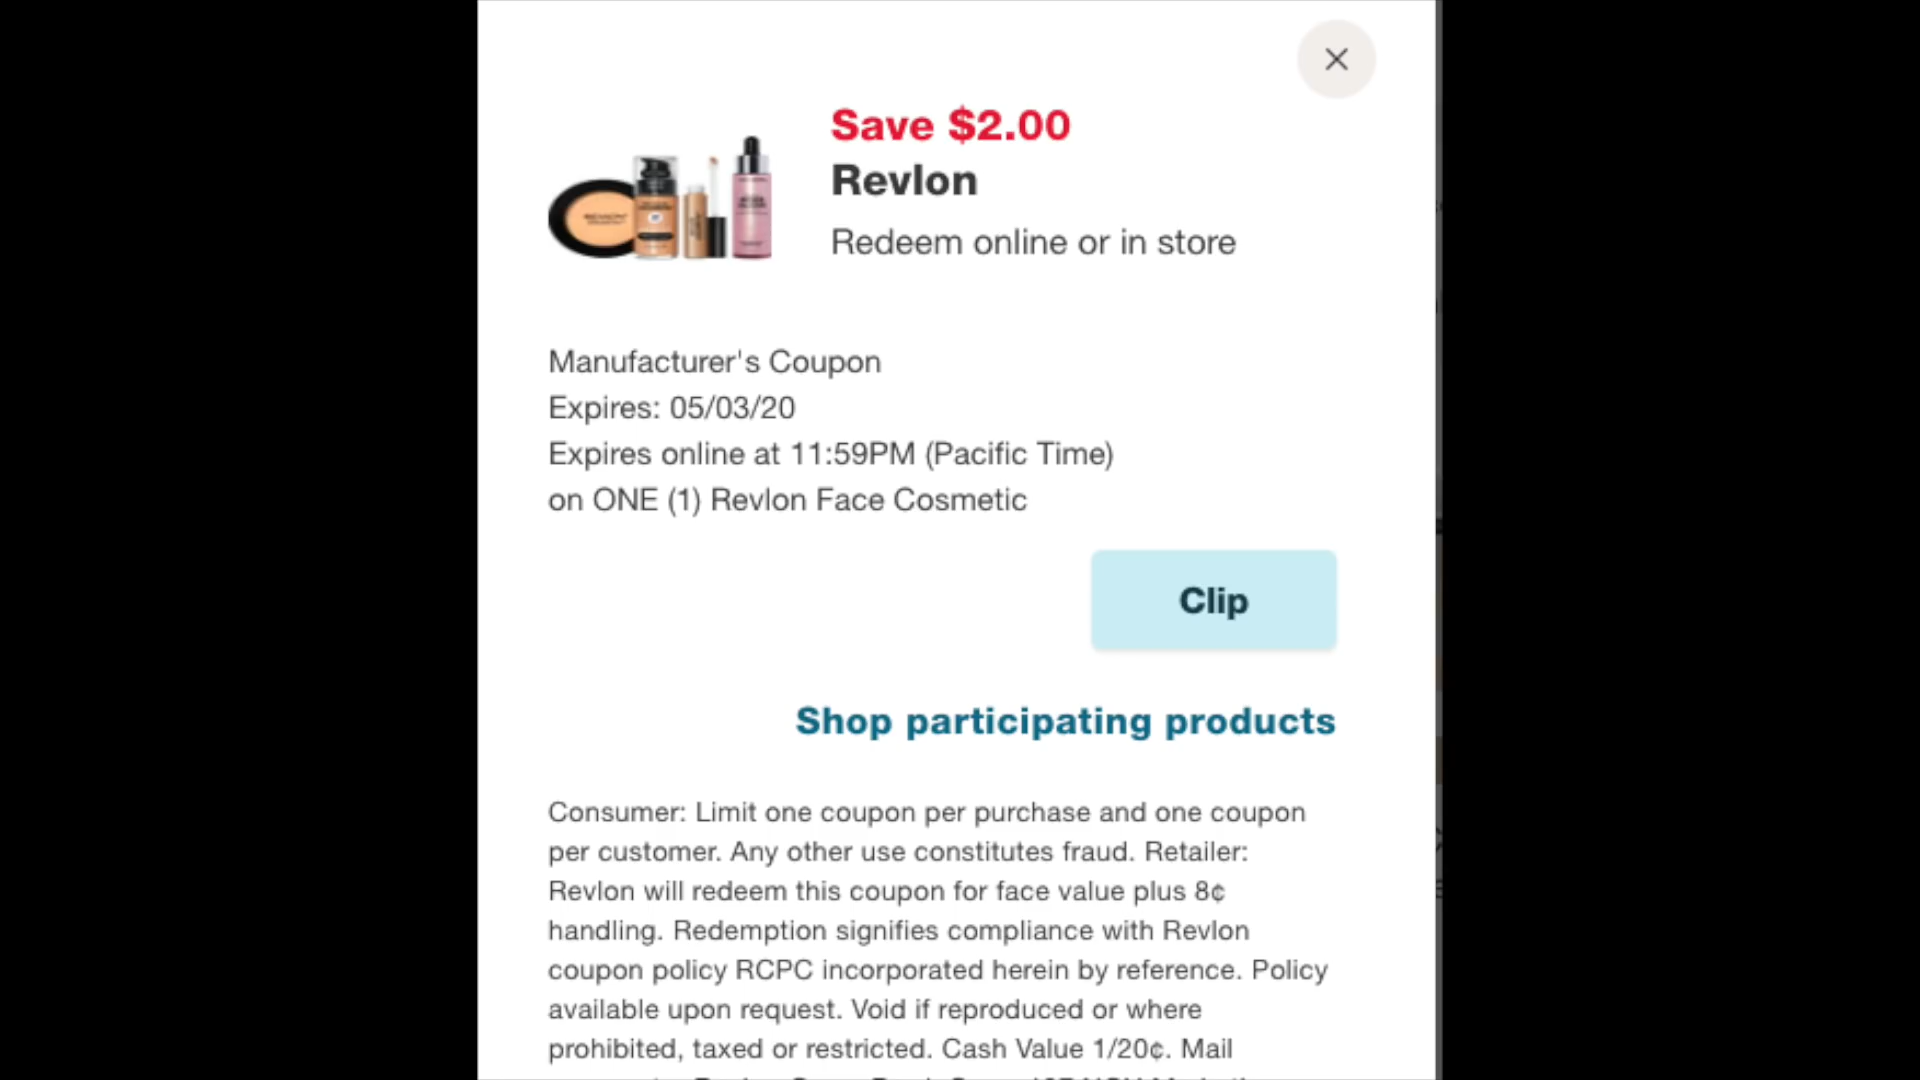 Save $2.00
Revlon
Redeem online or in store
REVLON
Manufacturer's Coupon
Expires: 05/03/20
Expires online at 11:59PM (Pacific Time)
on ONE (1) Revlon Face Cosmetic
Clip
Shop participating products
Consumer: Limit one coupon per purchase and one coupon
per customer. Any other use constitutes fraud. Retailer:
Revlon will redeem this coupon for face value plus 8¢
handling. Redemption signifies compliance with Revlon
coupon policy RCPC incorporated herein by reference. Policy
available upon request. Void if reproduced or where
prohibited, taxed or restricted. Cash Value 1/20¢. Mail